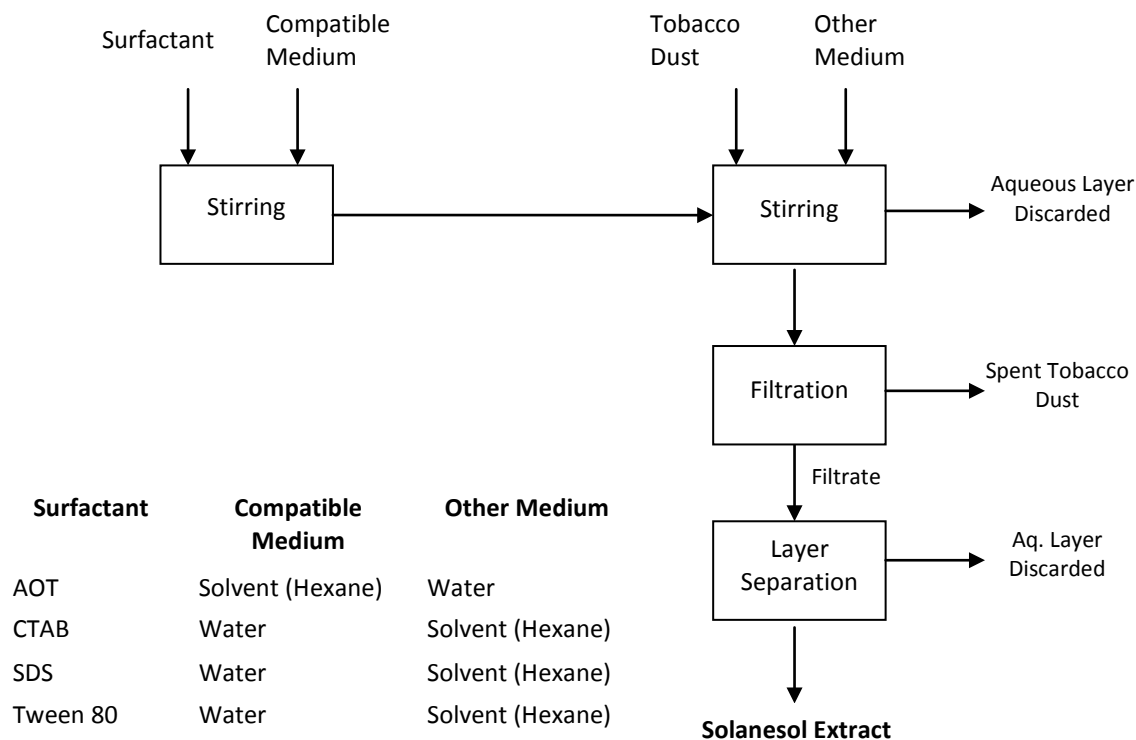 Surfactant
Compatible
Medium
Tobacco
Dust
Other
Medium
Stirring
Stirring
Aqueous Layer
Discarded
Filtration
Spent Tobacco
Dust
Filtrate
Layer
Separation
Aq. Layer
Discarded
Solanesol Extract
Surfactant Compatible Medium Other Medium
AOT Solvent (Hexane) Water
CTAB Water Solvent (Hexane)
SDS Water Solvent (Hexane)
Tween 80 Water Solvent (Hexane)